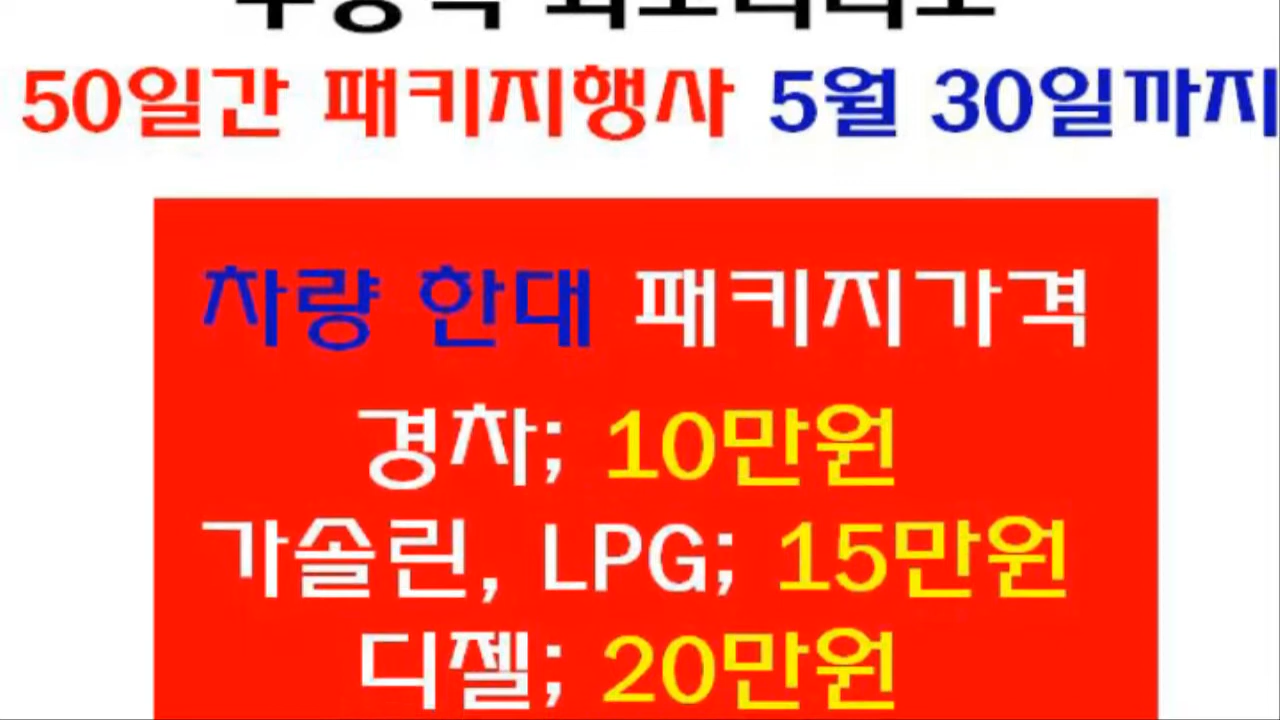 50일간 패키지행사 5월 30일까지
차량 한대 패키지가격
경차; 10만원
가솔린, LPG; 15만원
디젤; 20만원